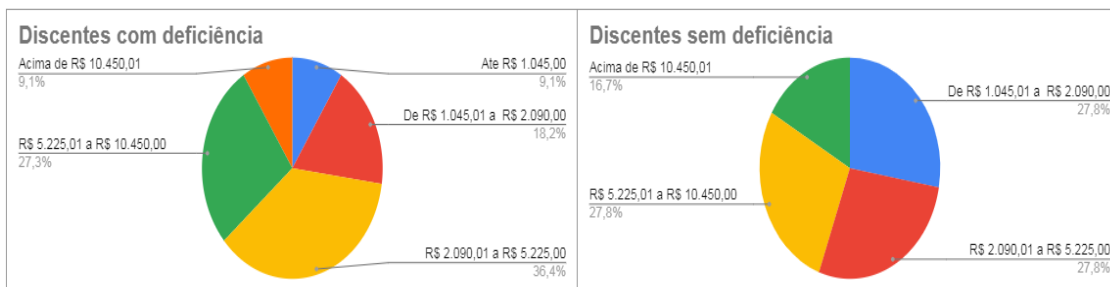 Discentes com deficiência
Acima de R$ 10.450,01
9,1%
Ate R$ 1.045,00
9,1%
De R$ 1.045,01 a R$ 2.090,00
18,2%
R$ 5.225,01 a R$ 10.450,00
27,3%
R$ 2.090,01 a R$ 5.225,00
36,4%
Discentes sem deficiência
Acima de R$ 10.450,01
16,7%
De R$ 1.045,01 a R$ 2.090,00
27,8%
R$ 5.225,01 a R$ 10.450,00
27,8%
R$ 2.090,01 a R$ 5.225,00
27,8%